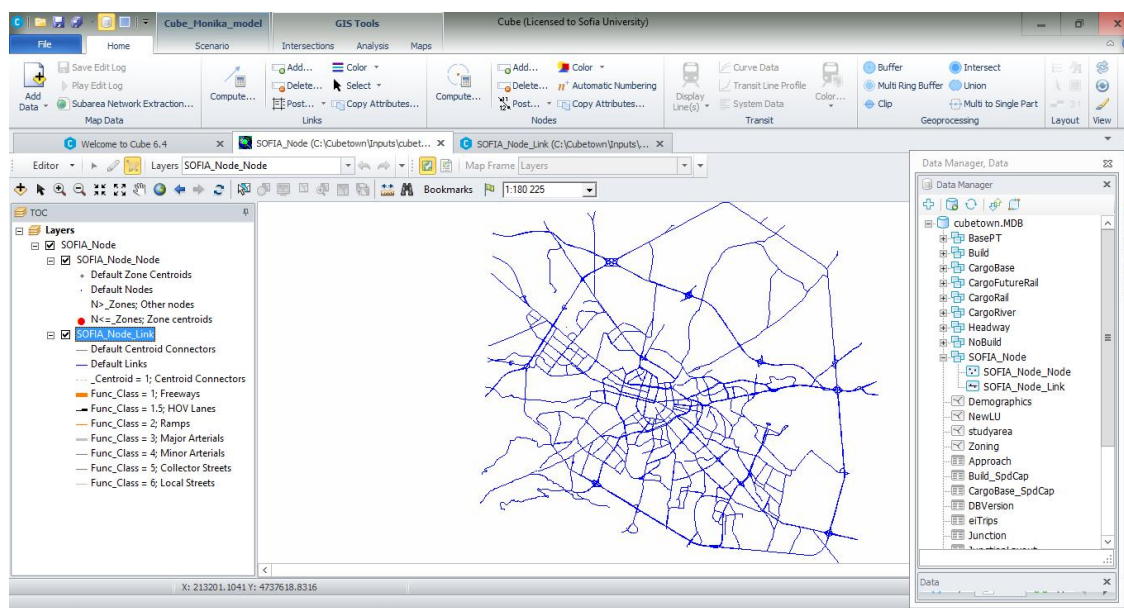 Cube_Monika_model
GIS Tools
Cube (Licensed to Sofia University)
File
Home
Scenario
Intersections
Analysis
Maps
Add Data
Save Edit Log
Play Edit Log
Subarea Network Extraction...
Map Data
Compute...
Add...
Delete...
Post...
Color
Select
Copy Attributes...
Links
Compute...
Add...
Delete...
Post...
Color
Automatic Numbering
Copy Attributes...
Nodes
Display Line(s)
Curve Data
Transit Line Profile
System Data
Color...
Transit
Buffer
Multi Ring Buffer
Clip
Intersect
Union
Multi to Single Part
Geoprocessing
Layout
View
Welcome to Cube 6.4
SOFIA_Node (C:\Cubetown\Inputs\cubet...
SOFIA_Node_Link (C:\Cubetown\Inputs\...
Editor
Layers
SOFIA_Node_Node
Map Frame
Layers
Bookmarks
1:180 225
TOC
Layers
SOFIA_Node
SOFIA_Node_Node
Default Zone Centroids
Default Nodes
N>_Zones; Other nodes
N<=_Zones; Zone centroids
SOFIA_Node_Link
Default Centroid Connectors
Default Links
_Centroid = 1; Centroid Connectors
Func_Class = 1; Freeways
Func_Class = 1.5; HOV Lanes
Func_Class = 2; Ramps
Func_Class = 3; Major Arterials
Func_Class = 4; Minor Arterials
Func_Class = 5; Collector Streets
Func_Class = 6; Local Streets
Data Manager, Data
Data Manager
cubetown.MDB
BasePT
Build
CargoBase
CargoFutureRail
CargoRail
CargoRiver
Headway
NoBuild
SOFIA_Node
SOFIA_Node_Node
SOFIA_Node_Link
Demographics
NewLU
studyarea
Zoning
Approach
Build_SpdCap
CargoBase_SpdCap
DBVersion
eiTrips
Junction
Data
X: 213201.1041 Y: 4737618.8316